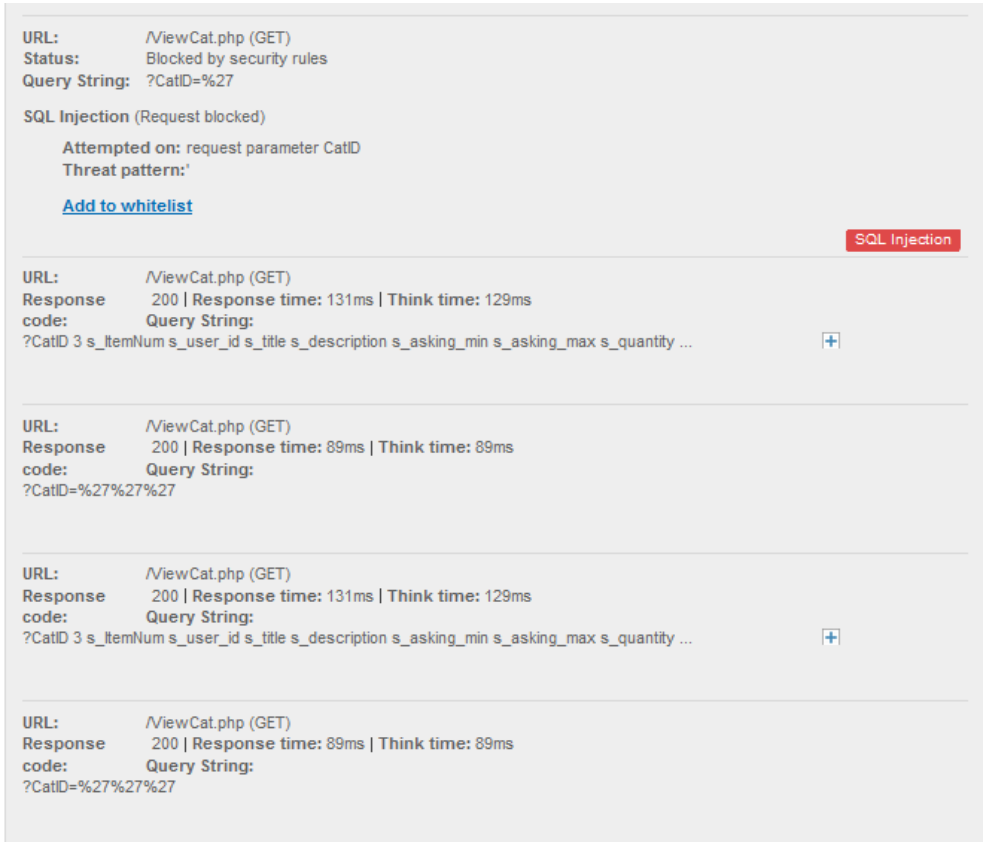 URL: /ViewCat.php (GET)
Status: Blocked by security rules
Query String: ?CatID=%27
SQL Injection (Request blocked)
Attempted on: request parameter CatID
Threat pattern:'
Add to whitelist
SQL Injection
URL: /ViewCat.php (GET)
Response 200 | Response time: 131ms | Think time: 129ms
code: Query String:
?CatID 3 s_ItemNum s_user_id s_title s_description s_asking_min s_asking_max s_quantity ...
URL: /ViewCat.php (GET)
Response 200 | Response time: 89ms | Think time: 89ms
code: Query String:
?CatID=%27%27%27
URL: /ViewCat.php (GET)
Response 200 | Response time: 131ms | Think time: 129ms
code: Query String:
?CatID 3 s_ItemNum s_user_id s_title s_description s_asking_min s_asking_max s_quantity ...
URL: /ViewCat.php (GET)
Response 200 | Response time: 89ms | Think time: 89ms
code: Query String:
?CatID=%27%27%27